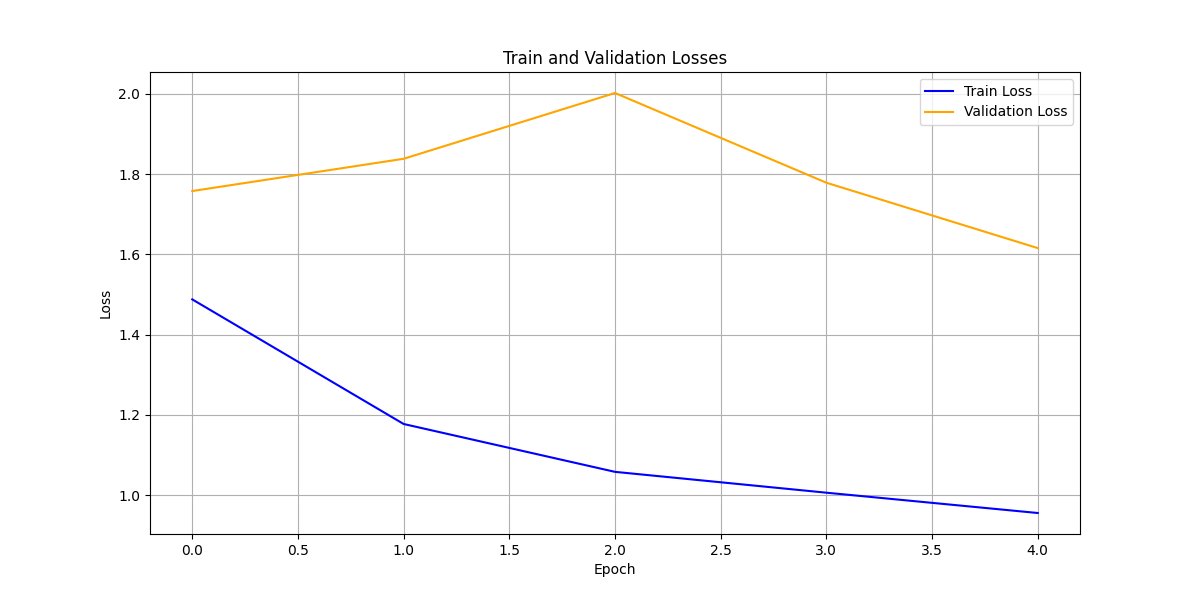 Train and Validation Losses
Train Loss
Validation Loss
2.0
1.8
1.6
1.4
1.2
1.0
Loss
0.0 0.5 1.0 1.5 2.0 2.5 3.0 3.5 4.0
Epoch